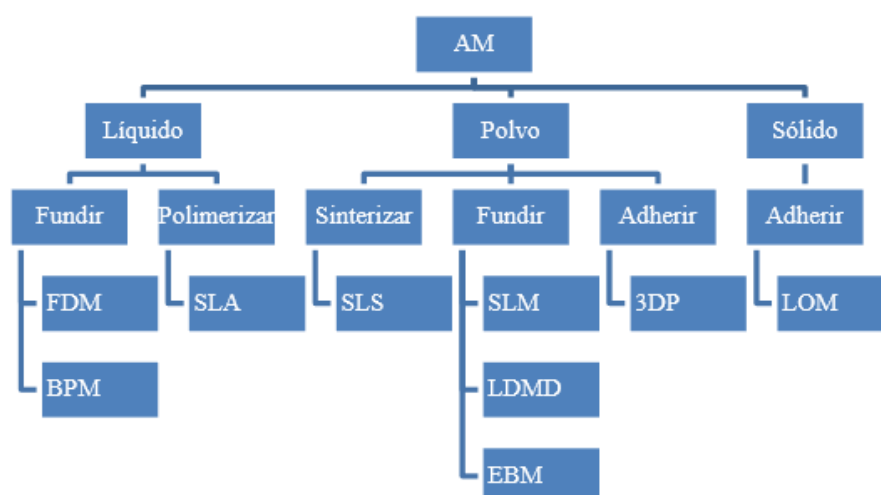 AM
Líquido
Polvo
Sólido
Fundir
Polimerizar
Sinterizar
Fundir
Adherir
Adherir
FDM
SLA
SLS
SLM
3DP
LOM
BPM
LDMD
EBM